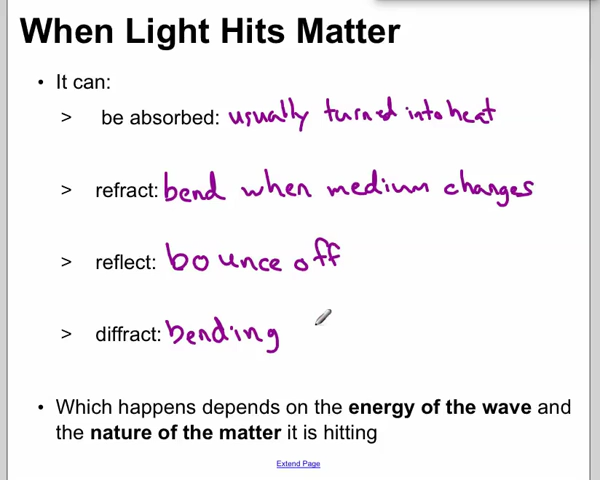 When Light Hits Matter
• It can:
> be absorbed: usually turned into heat
> refract: bend when medium changes
> reflect: bounce off
> diffract: bending
• Which happens depends on the energy of the wave and
the nature of the matter it is hitting
Extend Page